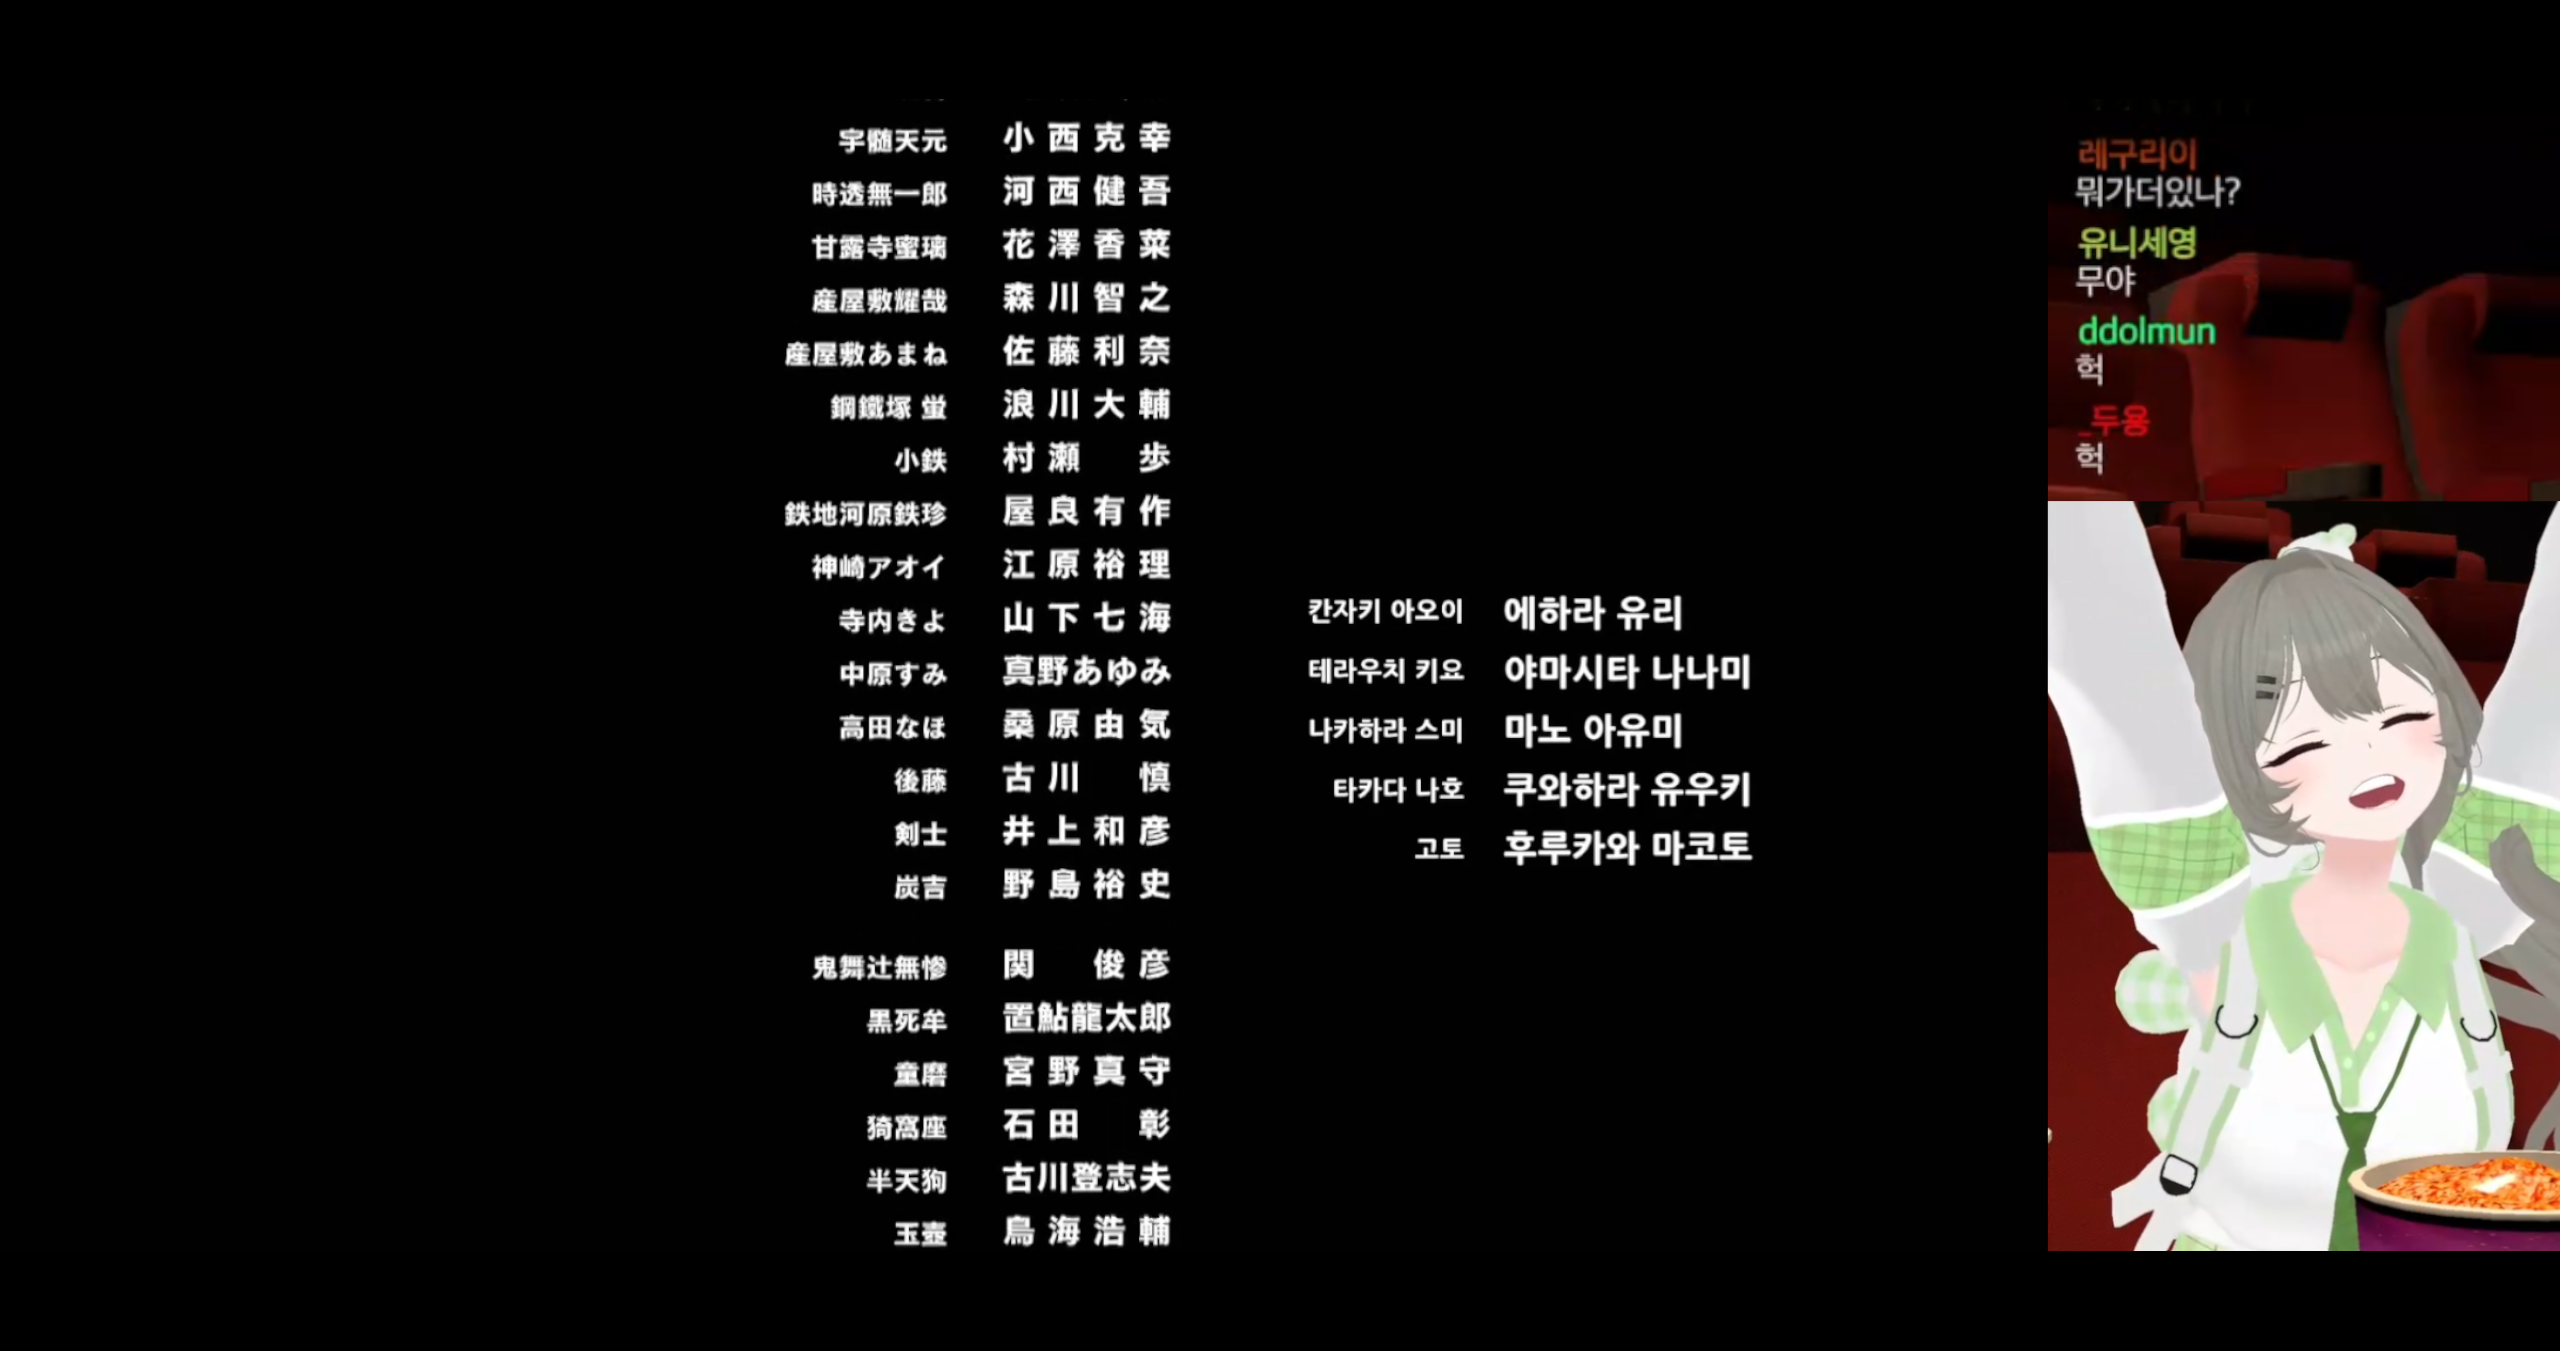 宇髄天元 小西克幸
時透無一郎 河西健吾
甘露寺蜜璃 花澤香菜
産屋敷耀哉 森川智之
産屋敷あまね 佐藤利奈
鋼鐵塚 蛍 浪川大輔
小鉄 村瀬 歩
鉄地河原鉄珍 屋良有作
神崎アオイ 江原裕理
寺内きよ 山下七海
中原すみ 真野あゆみ
高田なほ 桑原由気
後藤 古川 慎
剣士 井上和彦
炭吉 野島裕史
鬼舞辻無惨 関 俊彦
黒死牟 置鮎龍太郎
童磨 宮野真守
猗窩座 石田 彰
半天狗 古川登志夫
玉壺 鳥海浩輔
칸자키 아오이 에하라 유리
테라우치 키요 야마시타 나나미
나카하라 스미 마노 아유미
타카다 나호 쿠와하라 유우키
고토 후루카와 마코토
레구리이
뭐가더있나?
유니세영
무야
ddolmun
헉
_두용
헉